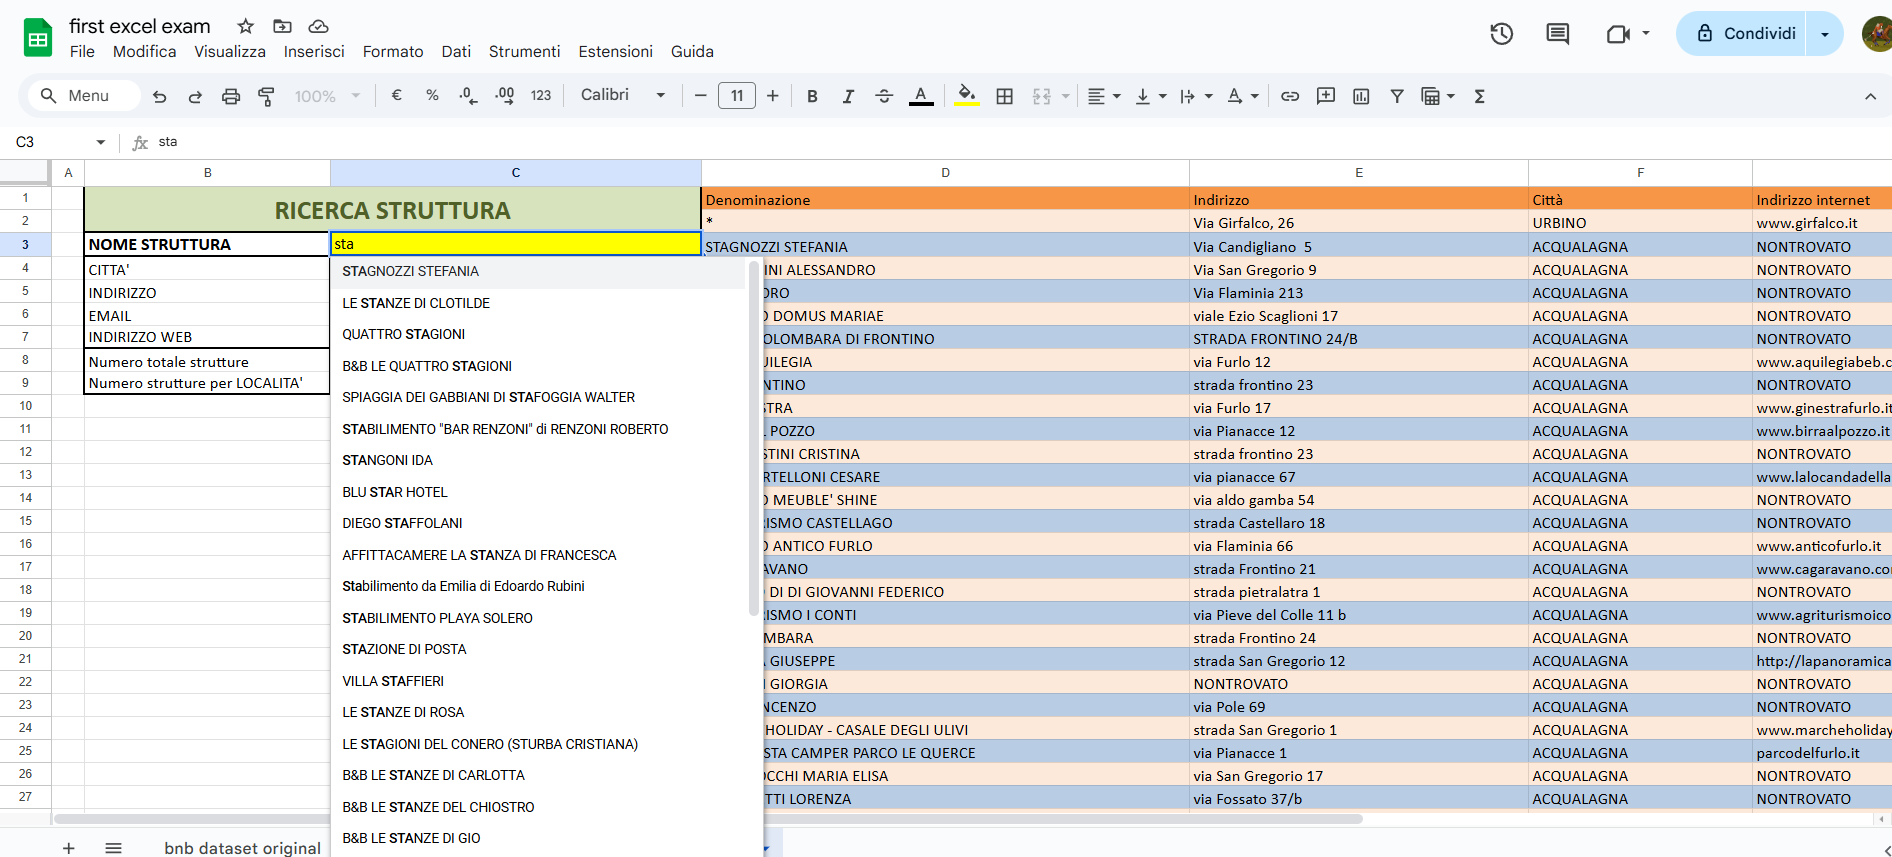 first excel exam
File Modifica Visualizza Inserisci Formato Dati Strumenti Estensioni Guida
Condividi
Menu 100% € % .0 .00 123 Calibri 11 B I A
C3 fx sta
A B C D E F
1 RICERCA STRUTTURA Denominazione Indirizzo Città Indirizzo internet
2 * Via Girfalco, 26 URBINO www.girfalco.it
3 NOME STRUTTURA sta STAGNOZZI STEFANIA Via Candigliano 5 ACQUALAGNA NONTROVATO
4 CITTA' INI ALESSANDRO Via San Gregorio 9 ACQUALAGNA NONTROVATO
5 INDIRIZZO ORO Via Flaminia 213 ACQUALAGNA NONTROVATO
6 EMAIL O DOMUS MARIAE viale Ezio Scaglioni 17 ACQUALAGNA NONTROVATO
7 INDIRIZZO WEB OLOMBARA DI FRONTINO STRADA FRONTINO 24/B ACQUALAGNA NONTROVATO
8 Numero totale strutture UILEGIA via Furlo 12 ACQUALAGNA www.aquilegiabeb.c
9 Numero strutture per LOCALITA' NTINO strada frontino 23 ACQUALAGNA NONTROVATO
10 STRA via Furlo 17 ACQUALAGNA www.ginestrafurlo.it
11 L POZZO via Pianacce 12 ACQUALAGNA www.birraalpozzo.it
12 STINI CRISTINA strada frontino 23 ACQUALAGNA NONTROVATO
13 RTELLONI CESARE via pianacce 67 ACQUALAGNA www.lalocandadella
14 O MEUBLE' SHINE via aldo gamba 54 ACQUALAGNA NONTROVATO
15 ISMO CASTELLAGO strada Castellaro 18 ACQUALAGNA NONTROVATO
16 O ANTICO FURLO via Flaminia 66 ACQUALAGNA www.anticofurlo.it
17 AVANO strada Frontino 21 ACQUALAGNA www.cagaravano.co
18 DI DI GIOVANNI FEDERICO strada pietralatra 1 ACQUALAGNA NONTROVATO
19 RISMO I CONTI via Pieve del Colle 11 b ACQUALAGNA www.agriturismoico
20 MBARA strada Frontino 24 ACQUALAGNA NONTROVATO
21 A GIUSEPPE strada San Gregorio 12 ACQUALAGNA http://lapanoramica
22 I GIORGIA NONTROVATO ACQUALAGNA NONTROVATO
23 NCENZO via Pole 69 ACQUALAGNA NONTROVATO
24 HOLIDAY - CASALE DEGLI ULIVI strada San Gregorio 1 ACQUALAGNA www.marcheholiday
25 STA CAMPER PARCO LE QUERCE via Pianacce 1 ACQUALAGNA parcodelfurlo.it
26 OCCHI MARIA ELISA via San Gregorio 17 ACQUALAGNA NONTROVATO
27 TTI LORENZA via Fossato 37/b ACQUALAGNA NONTROVATO
STAGNOZZI STEFANIA
LE STANZE DI CLOTILDE
QUATTRO STAGIONI
B&B LE QUATTRO STAGIONI
SPIAGGIA DEI GABBIANI DI STAFOGGIA WALTER
STABILIMENTO "BAR RENZONI" di RENZONI ROBERTO
STANGONI IDA
BLU STAR HOTEL
DIEGO STAFFOLANI
AFFITTACAMERE LA STANZA DI FRANCESCA
Stabilimento da Emilia di Edoardo Rubini
STABILIMENTO PLAYA SOLERO
STAZIONE DI POSTA
VILLA STAFFIERI
LE STANZE DI ROSA
LE STAGIONI DEL CONERO (STURBA CRISTIANA)
B&B LE STANZE DI CARLOTTA
B&B LE STANZE DEL CHIOSTRO
B&B LE STANZE DI GIO
bnb dataset original